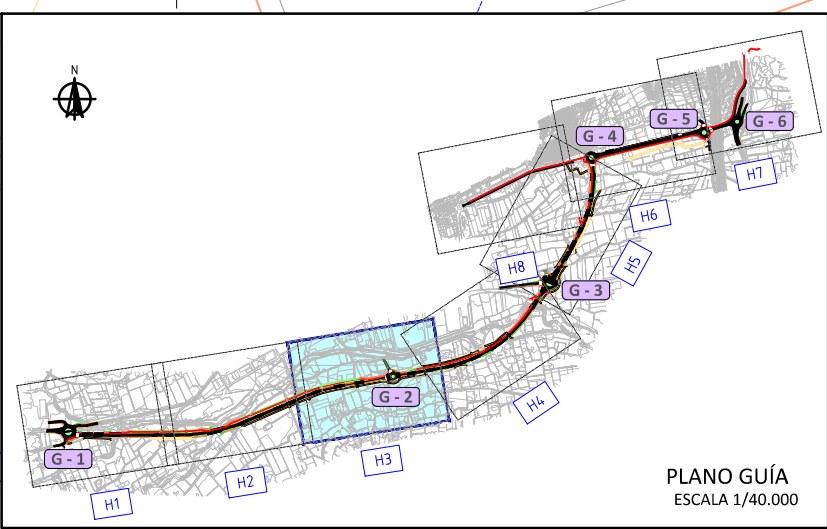 N
G - 4
G - 5
G - 6
H7
H6
H5
H8
G - 3
G - 2
H4
G - 1
H3
H2
H1
PLANO GUÍA
ESCALA 1/40.000